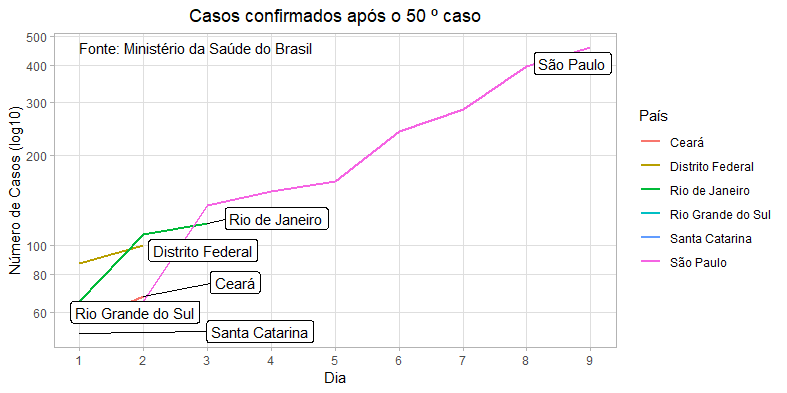 Casos confirmados após o 50 º caso
Fonte: Ministério da Saúde do Brasil
Número de Casos (log10)
500
400
300
200
100
80
60
São Paulo
Rio de Janeiro
Distrito Federal
Ceará
Rio Grande do Sul
Santa Catarina
1 2 3 4 5 6 7 8 9
Dia
País
Ceará
Distrito Federal
Rio de Janeiro
Rio Grande do Sul
Santa Catarina
São Paulo